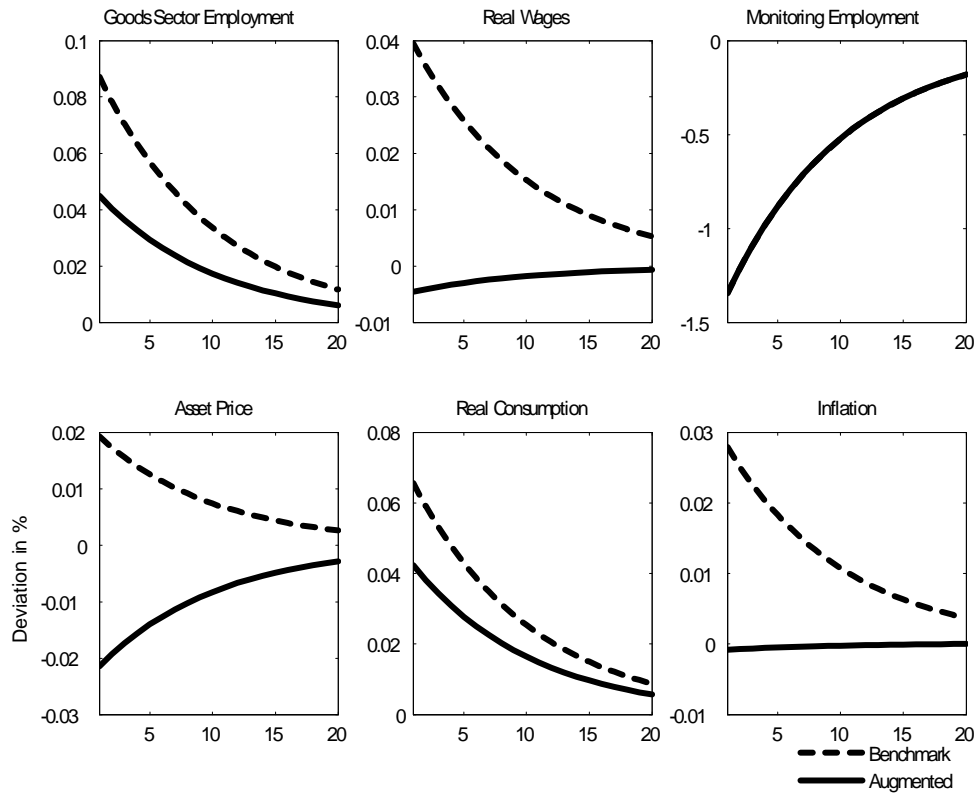 Goods Sector Employment
Real Wages
Monitoring Employment
0.1
0.08
0.06
0.04
0.02
0
5 10 15 20
0.04
0.03
0.02
0.01
0
-0.01
5 10 15 20
0
-0.5
-1
-1.5
5 10 15 20
Asset Price
Real Consumption
Inflation
Deviation in %
0.02
0.01
0
-0.01
-0.02
-0.03
5 10 15 20
0.08
0.06
0.04
0.02
0
5 10 15 20
0.03
0.02
0.01
0
-0.01
5 10 15 20
Benchmark
Augmented